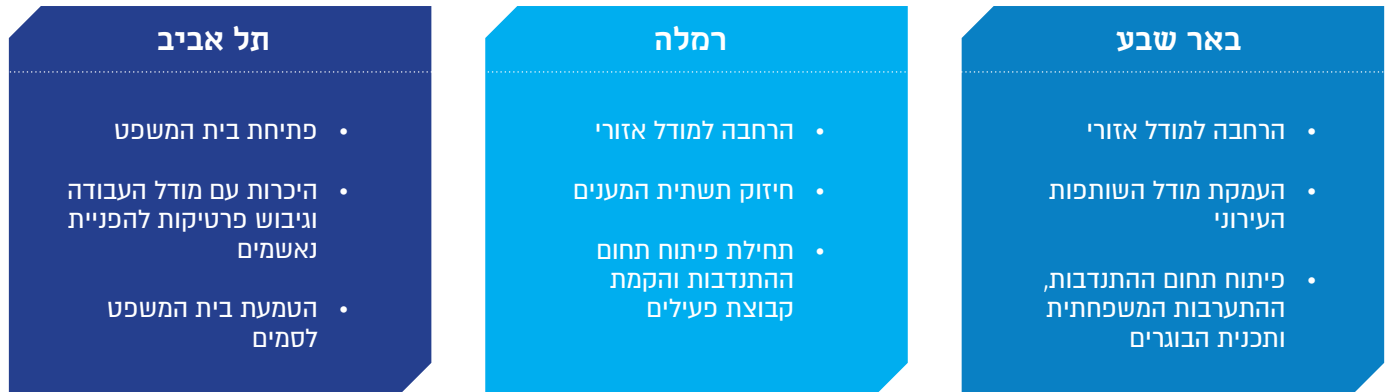 באר שבע
• הרחבה למודל אזורי
• העמקת מודל השותפות
העירוני
• פיתוח תחום ההתנדבות,
ההתערבות המשפחתית
ותכנית הבוגרים
רמלה
• הרחבה למודל אזורי
• חיזוק תשתית המענים
• תחילת פיתוח תחום
ההתנדבות והקמת
קבוצת פעילים
תל אביב
• פתיחת בית המשפט
• היכרות עם מודל העבודה
וגיבוש פרטיקות להפניית
נאשמים
• הטמעת בית המשפט
לסמים